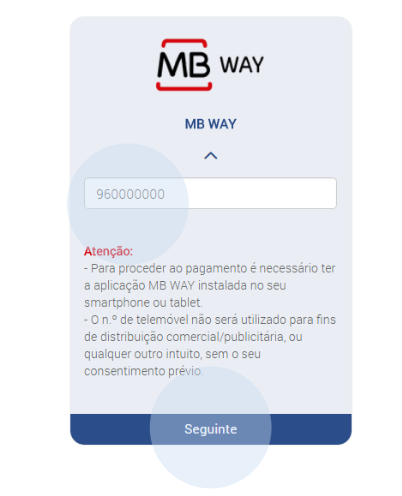 MB WAY
MB WAY
960000000
Atenção:
- Para proceder ao pagamento é necessário ter
a aplicação MB WAY instalada no seu
smartphone ou tablet.
- O n.º de telemóvel não será utilizado para fins
de distribuição comercial/publicitária, ou
qualquer outro intuito, sem o seu
consentimento prévio.
Seguinte